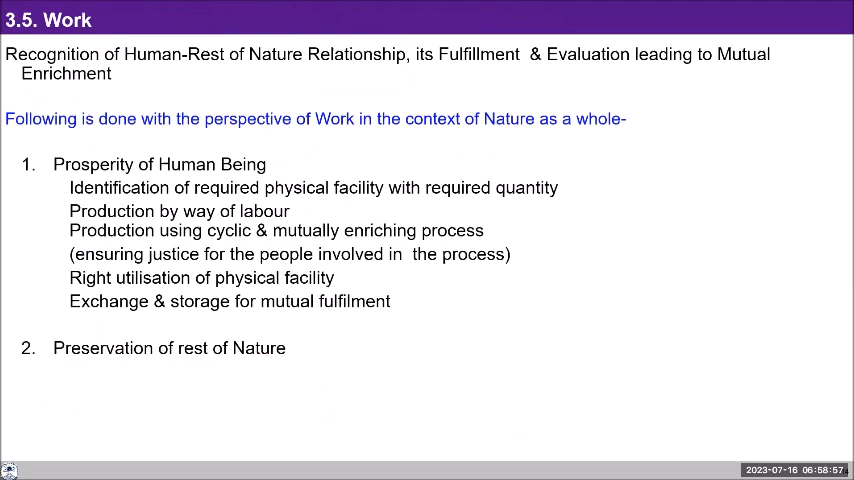 3.5. Work
Recognition of Human-Rest of Nature Relationship, its Fulfillment & Evaluation leading to Mutual
Enrichment
Following is done with the perspective of Work in the context of Nature as a whole-
1. Prosperity of Human Being
Identification of required physical facility with required quantity
Production by way of labour
Production using cyclic & mutually enriching process
(ensuring justice for the people involved in the process)
Right utilisation of physical facility
Exchange & storage for mutual fulfilment
2. Preservation of rest of Nature
2023-07-16 06:58:57